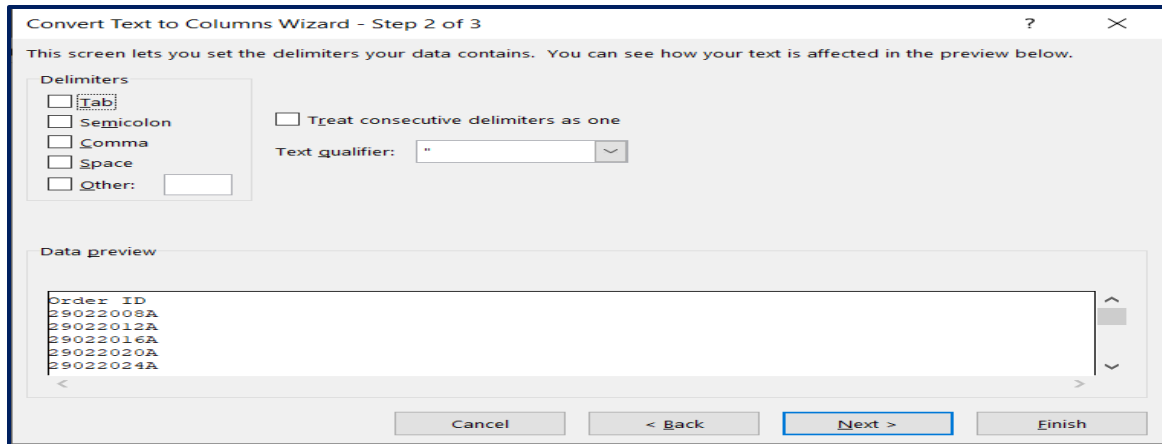 Convert Text to Columns Wizard - Step 2 of 3 ?
This screen lets you set the delimiters your data contains. You can see how your text is affected in the preview below.
Delimiters
Tab
Semicolon
Comma
Space
Other:
Treat consecutive delimiters as one
Text qualifier: "
Data preview
Order ID
29022008A
29022012A
29022016A
29022020A
29022024A
Cancel < Back Next > Finish